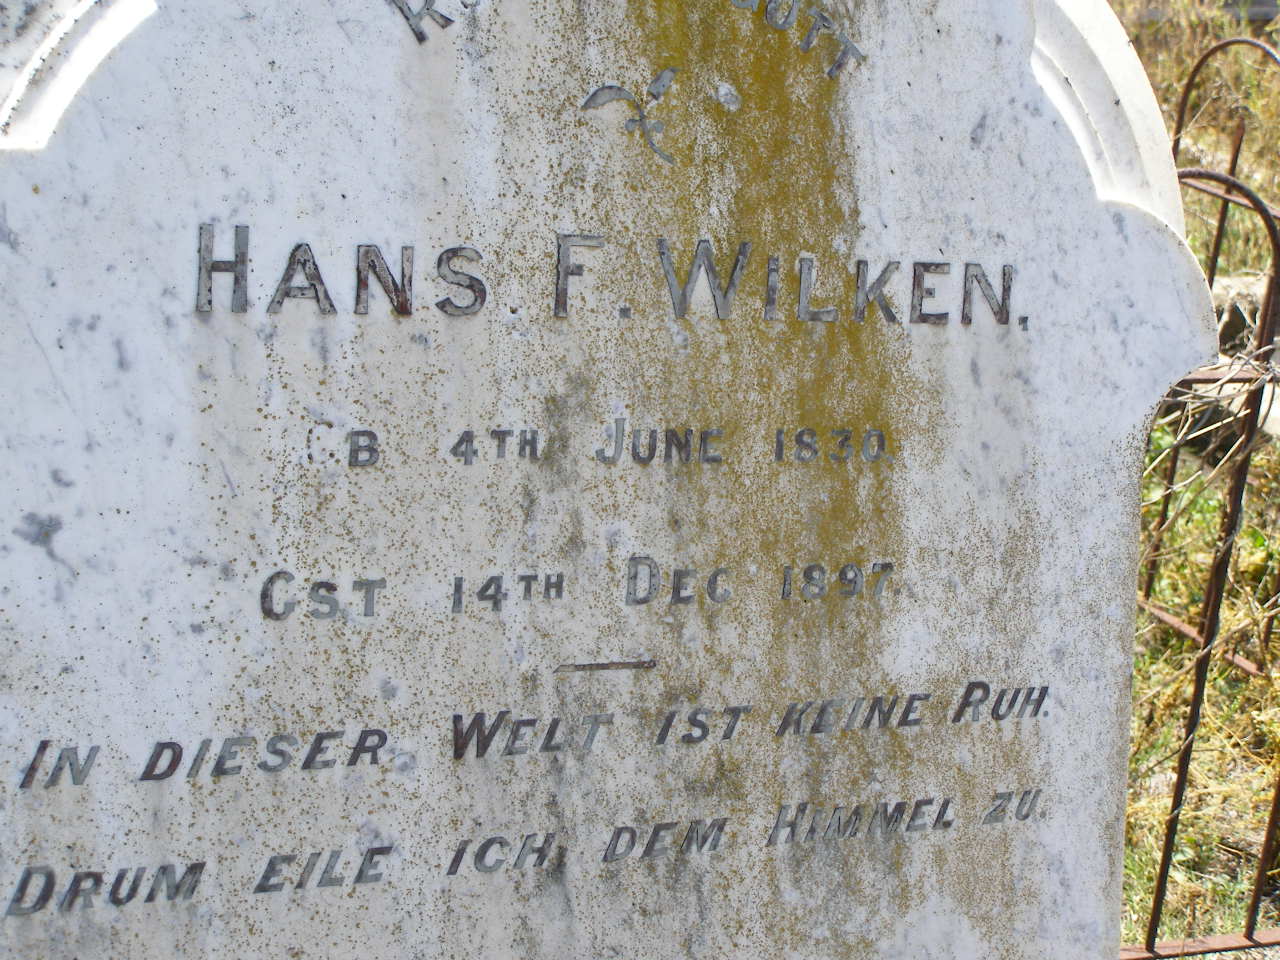 GOTT
HANS F. WILKEN.
GB 4TH JUNE 1830.
GST 14TH DEC 1897.
IN DIESER WELT IST KEINE RUH.
DRUM EILE ICH, DEM HIMMEL ZU.